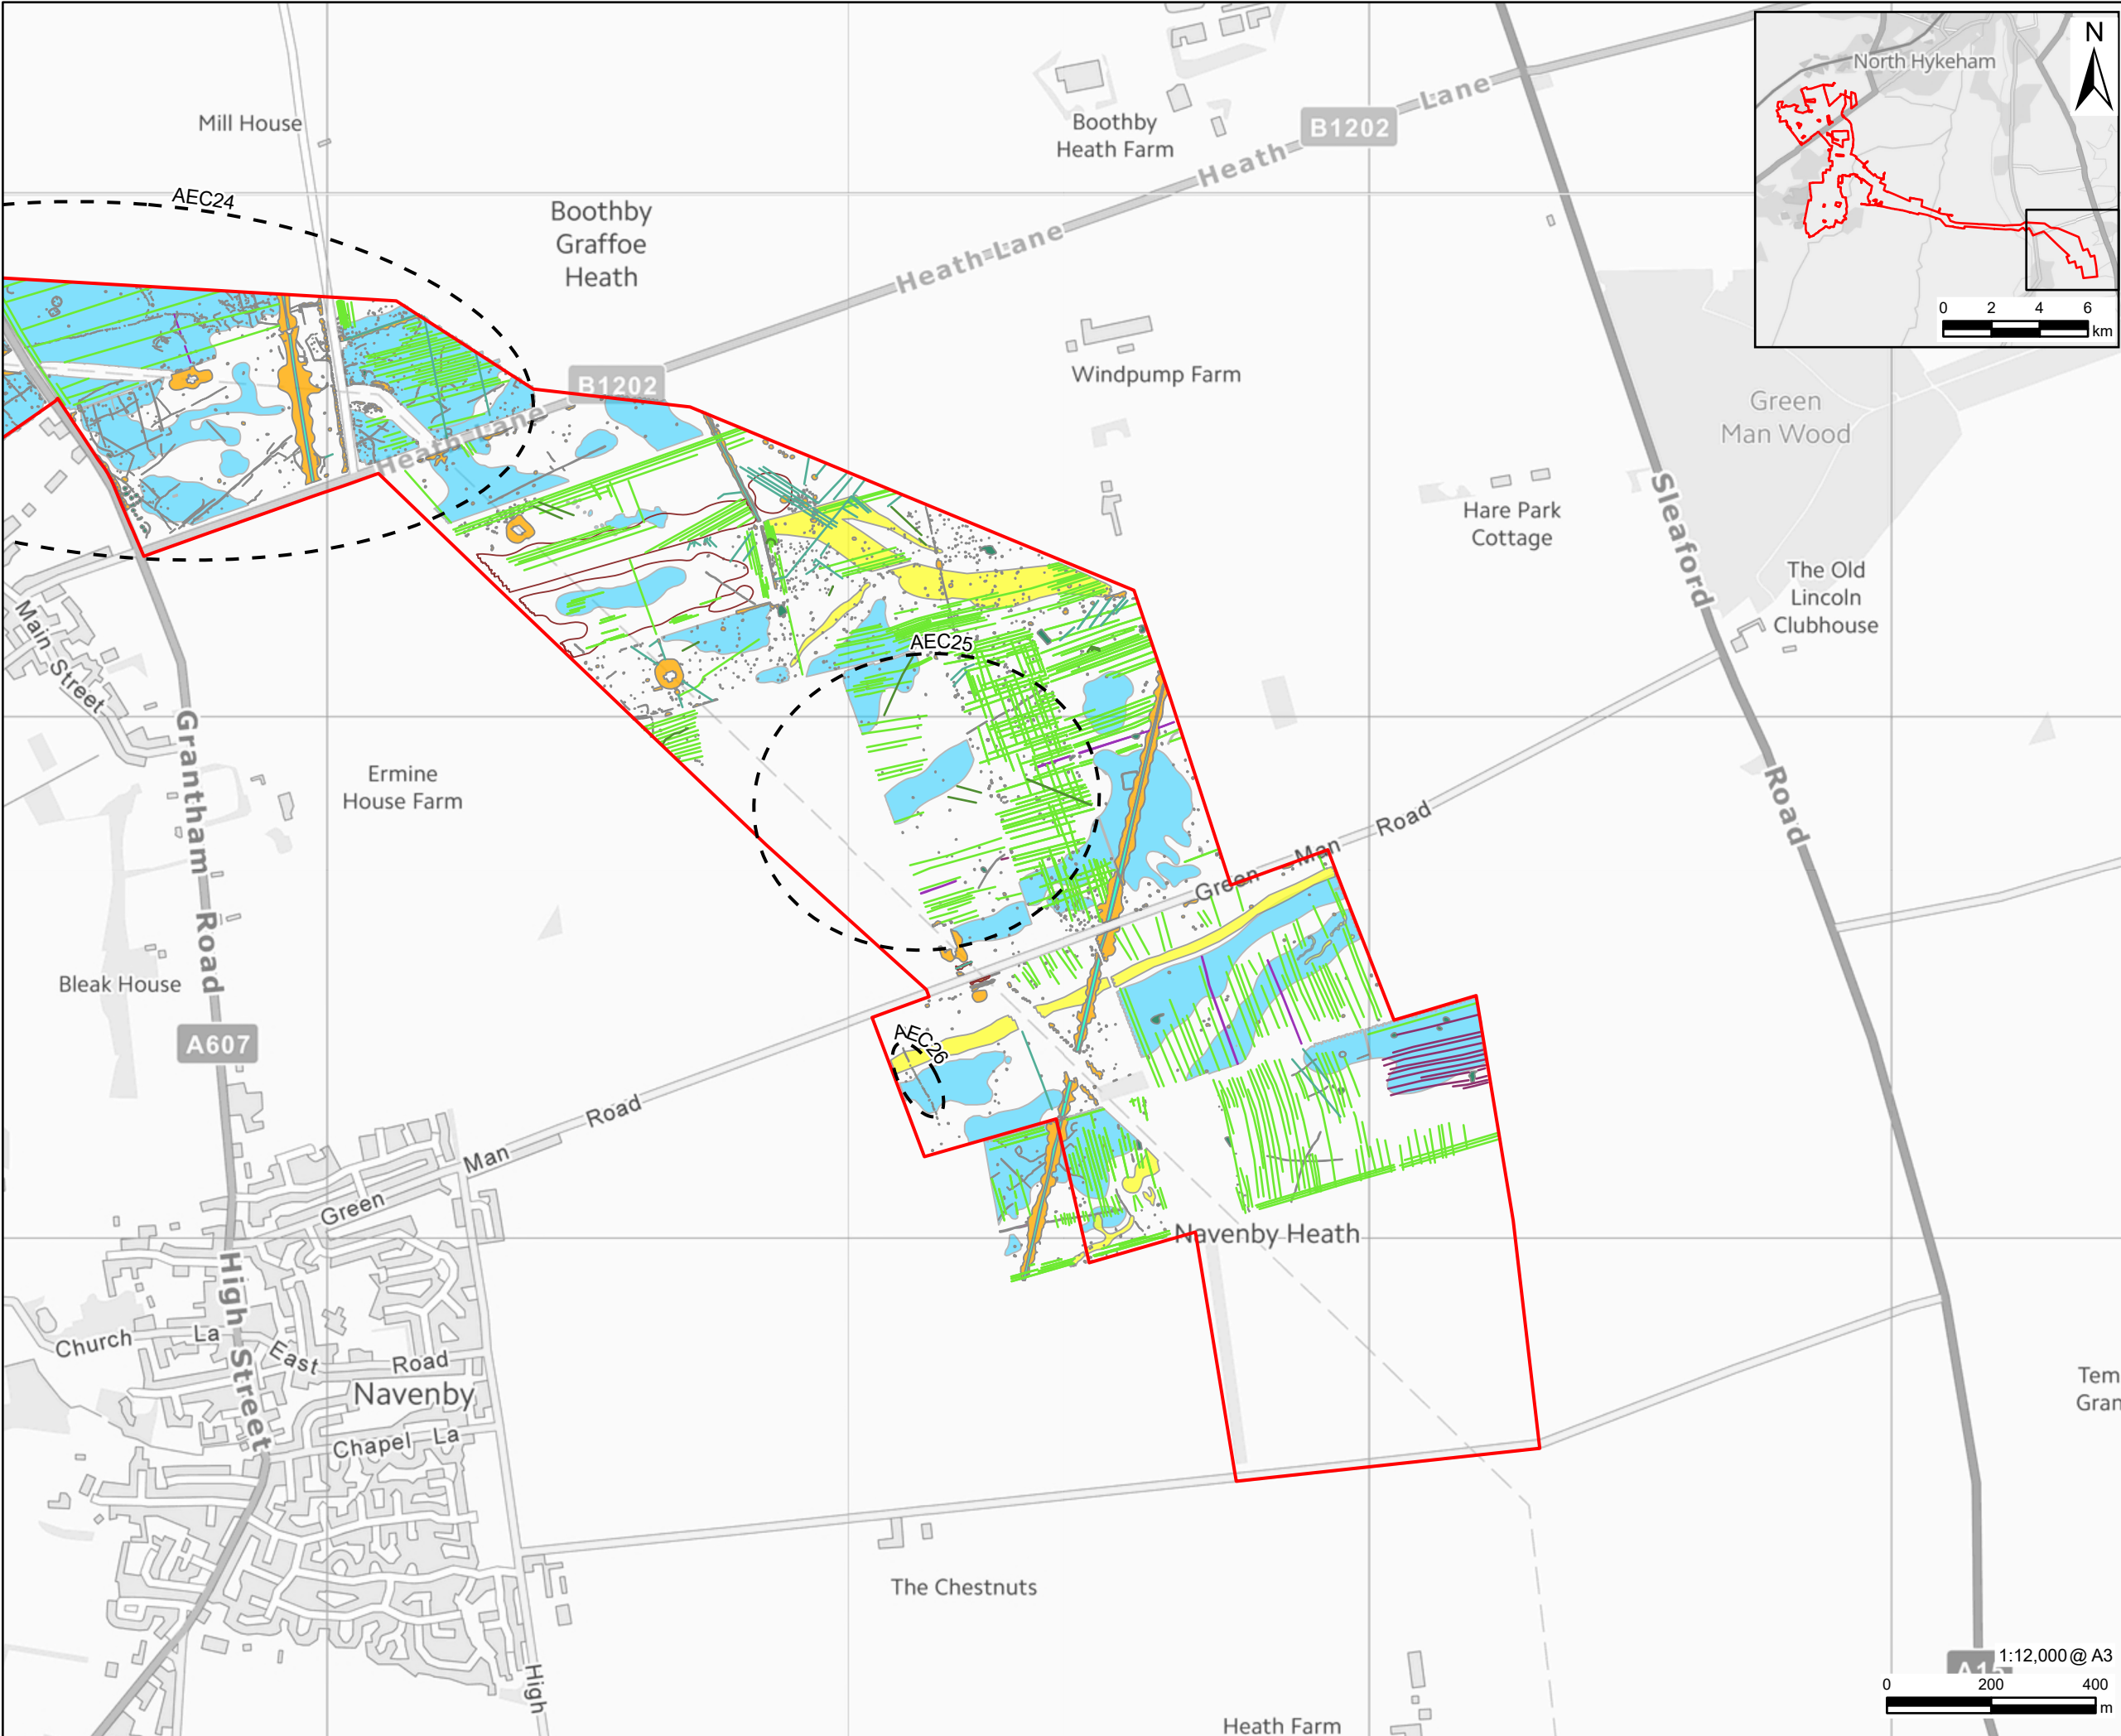 Mill House
AEC24
Boothby
Graffoe
Heath
Boothby
Heath Farm
B1202
Lane
Heath
Heath Lane
B1202
Heath Lane
Windpump Farm
North Hykeham
N
0 2 4 6
km
Green
Man Wood
Hare Park
Cottage
The Old
Lincoln
Clubhouse
Sleaford
Road
Main Street
Grantham
Road
Ermine
House Farm
AEC25
Green Man Road
Bleak House
A607
AEC26
Green Man Road
Navenby Heath
High Street
Church La
East Road
Navenby
Chapel La
High
The Chestnuts
Heath Farm
Tem
Gran
A15
1:12,000 @ A3
0 200 400
m